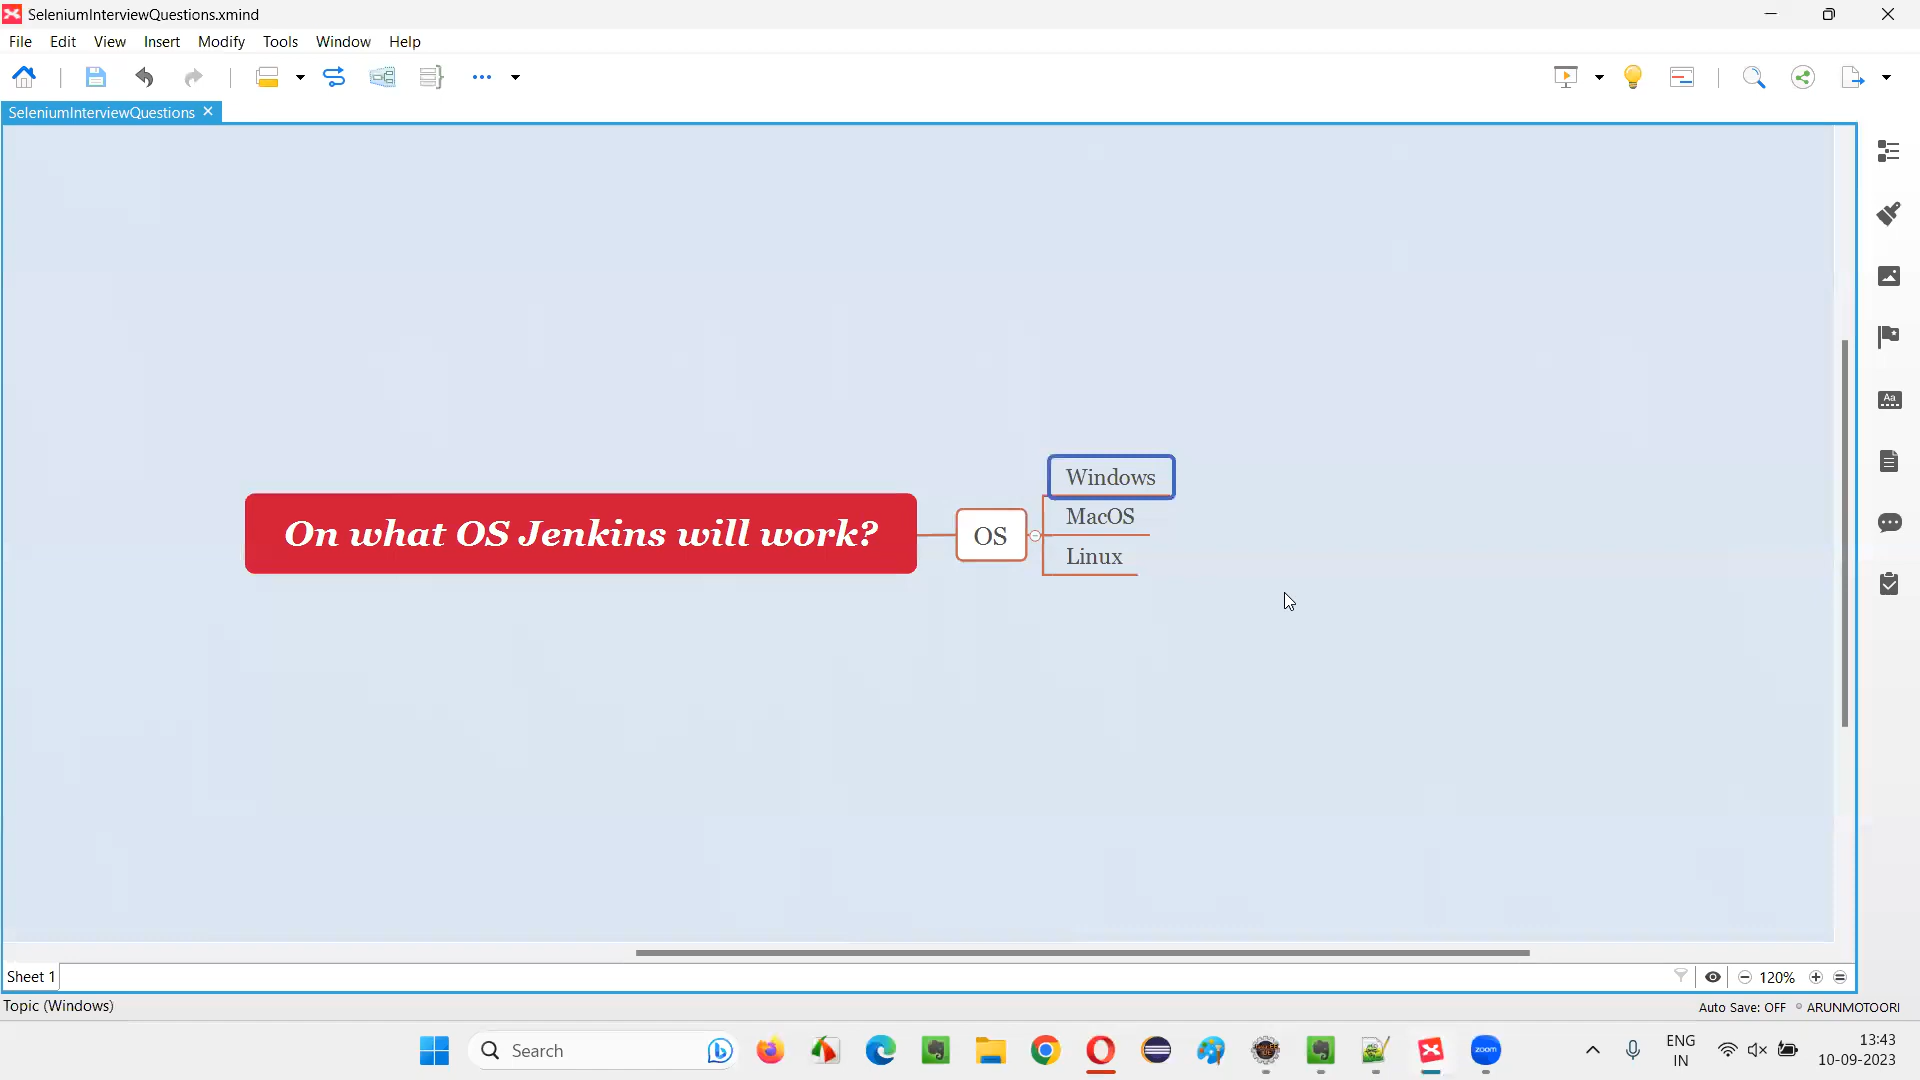 SeleniumInterviewQuestions.xmind
File Edit View Insert Modify Tools Window Help
SeleniumInterviewQuestions
On what OS Jenkins will work?
OS
Windows
MacOS
Linux
Aa
Sheet 1
120%
Topic (Windows)
Auto Save: OFF
ARUNMOTOORI
Search
zoom
ENG
IN
13:43
10-09-2023